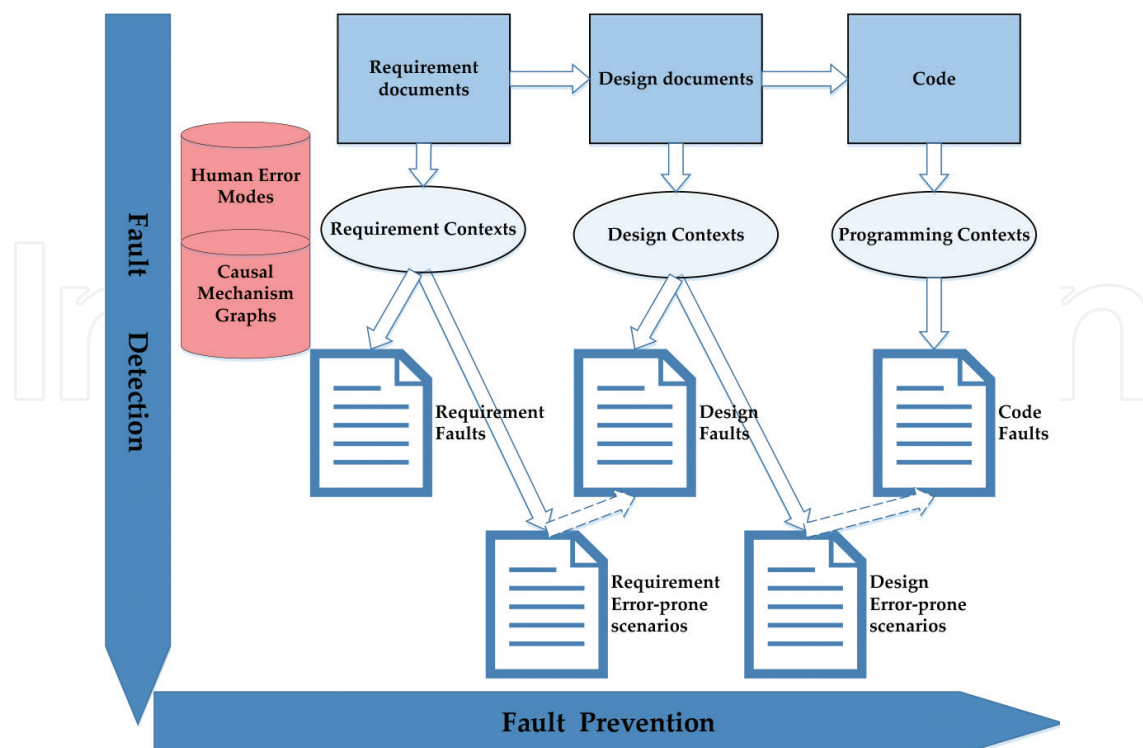 Requirement
documents
Design documents
Code
Human Error
Modes
Causal
Mechanism
Graphs
Requirement Contexts
Design Contexts
Programming Contexts
Fault Detection
Requirement
Faults
Design
Faults
Code
Faults
Requirement
Error-prone
scenarios
Design
Error-prone
scenarios
Fault Prevention